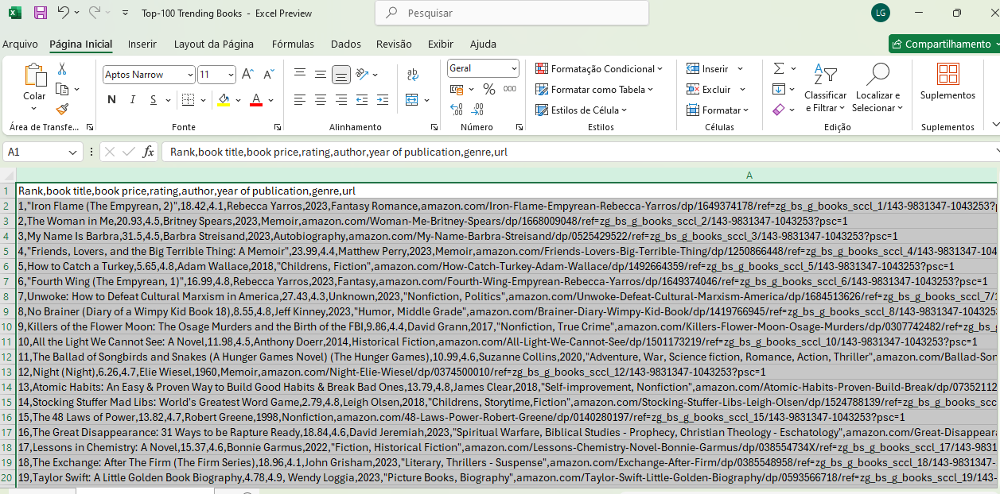 Top-100 Trending Books - Excel Preview
Pesquisar
LG
Arquivo Página Inicial Inserir Layout da Página Fórmulas Dados Revisão Exibir Ajuda
Compartilhamento
Colar
Área de Transfe...
Aptos Narrow 11
N I S A
Fonte
Alinhamento
Geral
% 000
Número
Formatação Condicional
Formatar como Tabela
Estilos de Célula
Estilos
Inserir
Excluir
Formatar
Células
Classificar e Filtrar
Localizar e Selecionar
Edição
Suplementos
Suplementos
A1 fx Rank,book title,book price,rating,author,year of publication,genre,url
A
1 Rank,book title,book price,rating,author,year of publication,genre,url
2 1,"Iron Flame (The Empyrean, 2)",18.42,4.1,Rebecca Yarros,2023,Fantasy Romance,amazon.com/Iron-Flame-Empyrean-Rebecca-Yarros/dp/1649374178/ref=zg_bs_g_books_sccl_1/143-9831347-1043253?p
3 2,The Woman in Me,20.93,4.5,Britney Spears,2023,Memoir,amazon.com/Woman-Me-Britney-Spears/dp/1668009048/ref=zg_bs_g_books_sccl_2/143-9831347-1043253?psc=1
4 3,My Name Is Barbra,31.5,4.5,Barbra Streisand,2023,Autobiography,amazon.com/My-Name-Barbra-Streisand/dp/0525429522/ref=zg_bs_g_books_sccl_3/143-9831347-1043253?psc=1
5 4,"Friends, Lovers, and the Big Terrible Thing: A Memoir",23.99,4.4,Matthew Perry,2023,Memoir,amazon.com/Friends-Lovers-Big-Terrible-Thing/dp/1250866448/ref=zg_bs_g_books_sccl_4/143-9831347-104
6 5,How to Catch a Turkey,5.65,4.8,Adam Wallace,2018,"Childrens, Fiction",amazon.com/How-Catch-Turkey-Adam-Wallace/dp/1492664359/ref=zg_bs_g_books_sccl_5/143-9831347-1043253?psc=1
7 6,"Fourth Wing (The Empyrean, 1)",16.99,4.8,Rebecca Yarros,2023,Fantasy,amazon.com/Fourth-Wing-Empyrean-Rebecca-Yarros/dp/1649374046/ref=zg_bs_g_books_sccl_6/143-9831347-1043253?psc=1
8 7,Unwoke: How to Defeat Cultural Marxism in America,27.43,4.3,Unknown,2023,"Nonfiction, Politics",amazon.com/Unwoke-Defeat-Cultural-Marxism-America/dp/1684513626/ref=zg_bs_g_books_sccl_7/1
9 8,No Brainer (Diary of a Wimpy Kid Book 18),8.55,4.8,Jeff Kinney,2023,"Humor, Middle Grade",amazon.com/Brainer-Diary-Wimpy-Kid-Book/dp/1419766945/ref=zg_bs_g_books_sccl_8/143-9831347-1043253
10 9,Killers of the Flower Moon: The Osage Murders and the Birth of the FBI,9.86,4.4,David Grann,2017,"Nonfiction, True Crime",amazon.com/Killers-Flower-Moon-Osage-Murders/dp/0307742482/ref=zg_bs_g
11 10,All the Light We Cannot See: A Novel,11.98,4.5,Anthony Doerr,2014,Historical Fiction,amazon.com/All-Light-We-Cannot-See/dp/1501173219/ref=zg_bs_g_books_sccl_10/143-9831347-1043253?psc=1
12 11,The Ballad of Songbirds and Snakes (A Hunger Games Novel) (The Hunger Games),10.99,4.6,Suzanne Collins,2020,"Adventure, War, Science fiction, Romance, Action, Thriller",amazon.com/Ballad-Son
13 12,Night (Night),6.26,4.7,Elie Wiesel,1960,Memoir,amazon.com/Night-Elie-Wiesel/dp/0374500010/ref=zg_bs_g_books_sccl_12/143-9831347-1043253?psc=1
14 13,Atomic Habits: An Easy & Proven Way to Build Good Habits & Break Bad Ones,13.79,4.8,James Clear,2018,"Self-improvement, Nonfiction",amazon.com/Atomic-Habits-Proven-Build-Break/dp/07352112
15 14,Stocking Stuffer Mad Libs: World's Greatest Word Game,2.79,4.8,Leigh Olsen,2018,"Childrens, Storytime,Fiction",amazon.com/Stocking-Stuffer-Libs-Leigh-Olsen/dp/1524788139/ref=zg_bs_g_books_scc
16 15,The 48 Laws of Power,13.82,4.7,Robert Greene,1998,Nonfiction,amazon.com/48-Laws-Power-Robert-Greene/dp/0140280197/ref=zg_bs_g_books_sccl_15/143-9831347-1043253?psc=1
17 16,The Great Disappearance: 31 Ways to be Rapture Ready,18.84,4.6,David Jeremiah,2023,"Spiritual Warfare, Biblical Studies - Prophecy, Christian Theology - Eschatology",amazon.com/Great-Disappear
18 17,Lessons in Chemistry: A Novel,15.37,4.6,Bonnie Garmus,2022,"Fiction, Historical Fiction",amazon.com/Lessons-Chemistry-Novel-Bonnie-Garmus/dp/038554734X/ref=zg_bs_g_books_sccl_17/143-9831
19 18,The Exchange: After The Firm (The Firm Series),18.96,4.1,John Grisham,2023,"Literary, Thrillers - Suspense",amazon.com/Exchange-After-Firm/dp/0385548958/ref=zg_bs_g_books_sccl_18/143-9831347-
20 19,Taylor Swift: A Little Golden Book Biography,4.78,4.9, Wendy Loggia,2023,"Picture Books, Biography",amazon.com/Taylor-Swift-Little-Golden-Biography/dp/0593566718/ref=zg_bs_g_books_sccl_19/143-